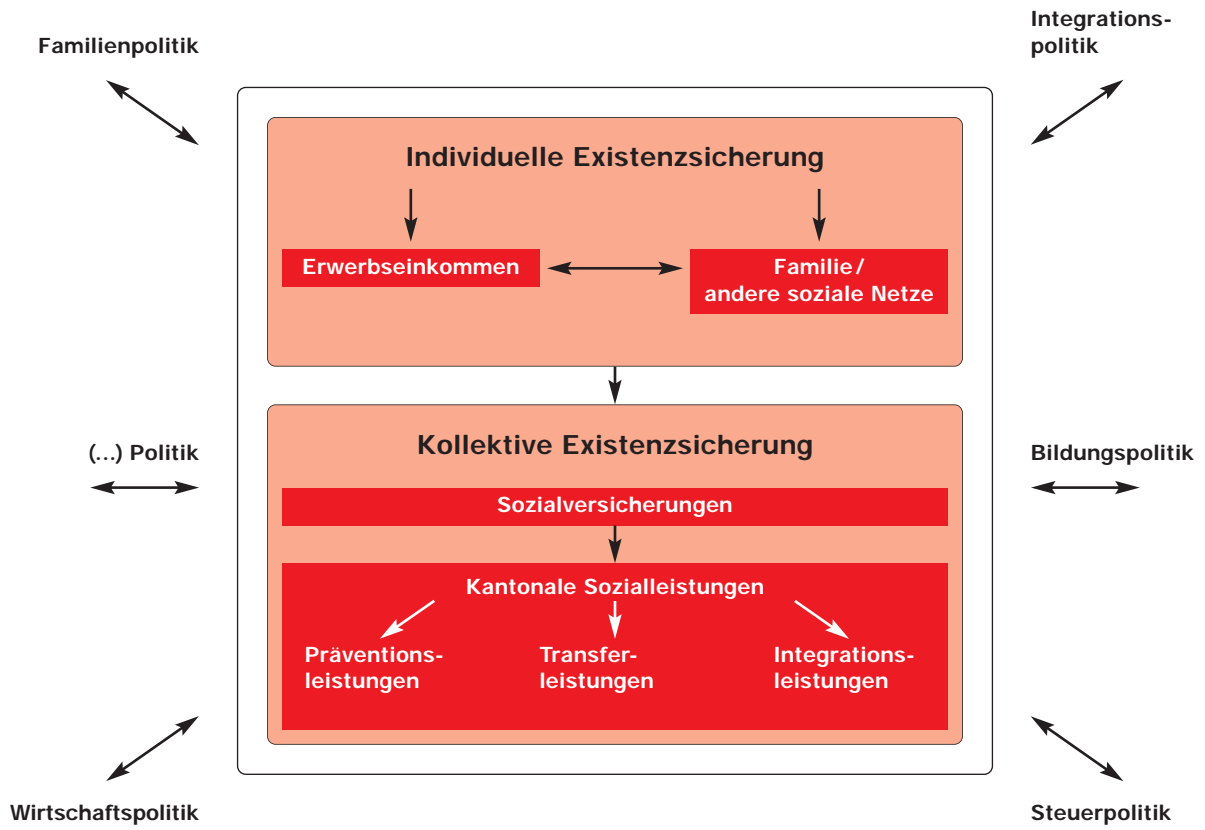 Familienpolitik
Integrations-
politik
Individuelle Existenzsicherung
Erwerbseinkommen
Familie/
andere soziale Netze
Kollektive Existenzsicherung
(...) Politik
Bildungspolitik
Sozialversicherungen
Kantonale Sozialleistungen
Präventions-
leistungen
Transfer-
leistungen
Integrations-
leistungen
Wirtschaftspolitik
Steuerpolitik